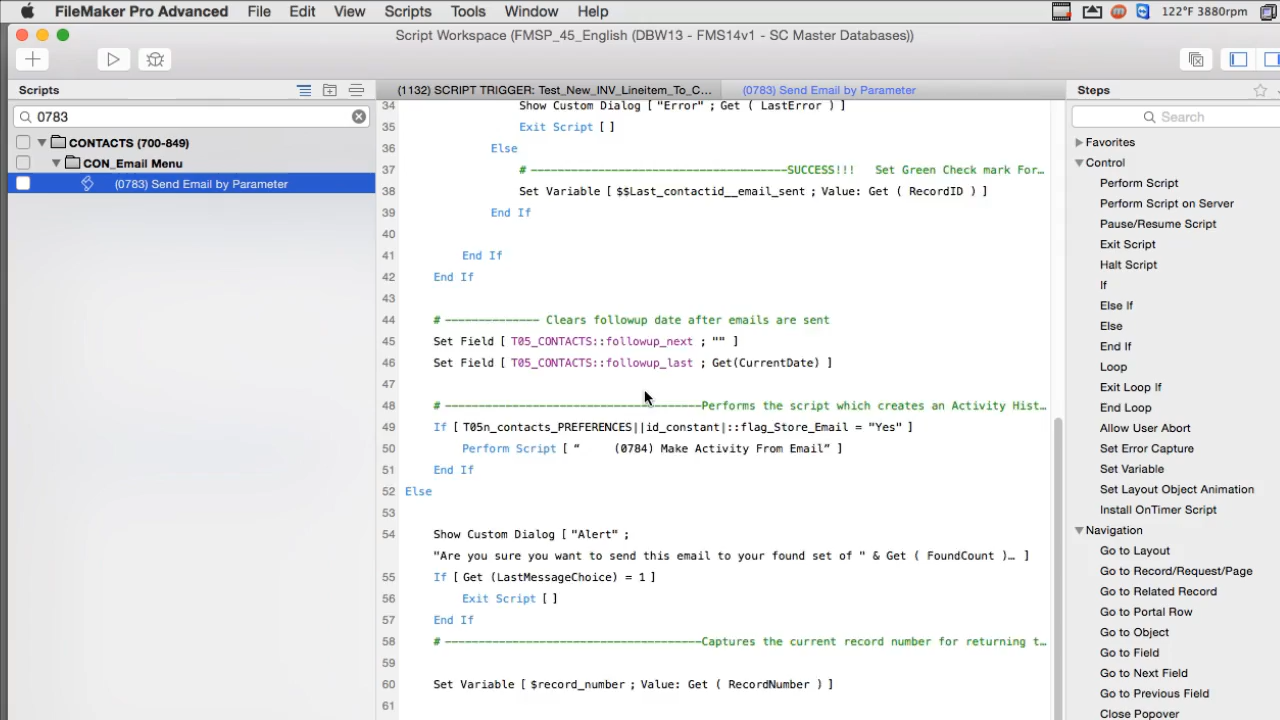 FileMaker Pro Advanced File Edit View Scripts Tools Window Help 122°F 3880rpm
Script Workspace (FMSP_45_English (DBW13 - FMS14v1 - SC Master Databases))
Scripts
0783
CONTACTS (700-849)
CON_Email Menu
(0783) Send Email by Parameter
(1132) SCRIPT TRIGGER: Test_New_INV_Lineitem_To_C... (0783) Send Email by Parameter
34 Show Custom Dialog [ "Error" ; Get ( LastError ) ]
35 Exit Script [ ]
36 Else
37 # ------------------------------------SUCCESS!!! Set Green Check mark For…
38 Set Variable [ $$Last_contactid__email_sent ; Value: Get ( RecordID ) ]
39 End If
40
41 End If
42 End If
43
44 # -------------- Clears followup date after emails are sent
45 Set Field [ T05_CONTACTS::followup_next ; "" ]
46 Set Field [ T05_CONTACTS::followup_last ; Get(CurrentDate) ]
47
48 # --------------------------------------Performs the script which creates an Activity Hist…
49 If [ T05n_contacts_PREFERENCES||id_constant|::flag_Store_Email = "Yes" ]
50 Perform Script [ “ (0784) Make Activity From Email” ]
51 End If
52 Else
53
54 Show Custom Dialog [ "Alert" ;
"Are you sure you want to send this email to your found set of " & Get ( FoundCount )… ]
55 If [ Get (LastMessageChoice) = 1 ]
56 Exit Script [ ]
57 End If
58 # --------------------------------------Captures the current record number for returning t…
59
60 Set Variable [ $record_number ; Value: Get ( RecordNumber ) ]
61
Steps
Search
Favorites
Control
Perform Script
Perform Script on Server
Pause/Resume Script
Exit Script
Halt Script
If
Else If
Else
End If
Loop
Exit Loop If
End Loop
Allow User Abort
Set Error Capture
Set Variable
Set Layout Object Animation
Install OnTimer Script
Navigation
Go to Layout
Go to Record/Request/Page
Go to Related Record
Go to Portal Row
Go to Object
Go to Field
Go to Next Field
Go to Previous Field
Close Popover